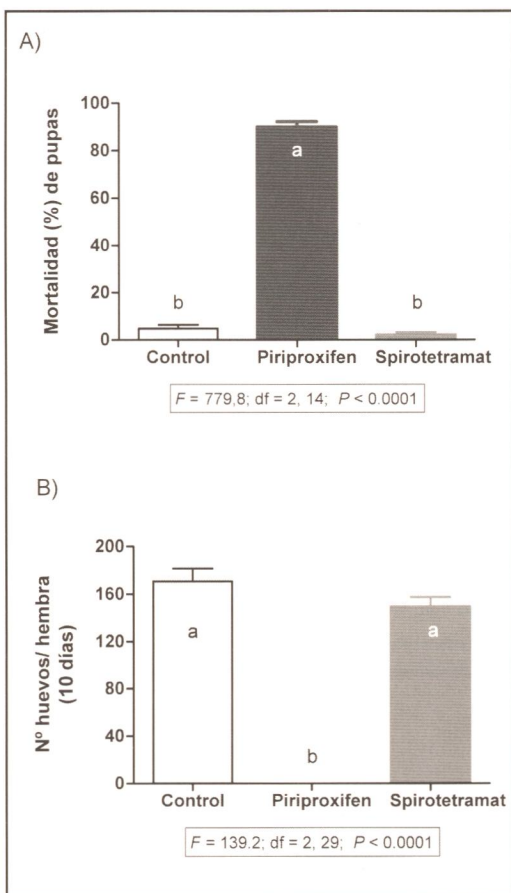 A)
Mortalidad (%) de pupas
100
80
60
40
20
0
b
a
b
Control Piriproxifen Spirotetramat
F = 779,8; df = 2, 14; P < 0.0001
B)
Nº huevos/ hembra
(10 días)
200
160
120
80
40
0
a
b
a
Control Piriproxifen Spirotetramat
F = 139.2; df = 2, 29; P < 0.0001